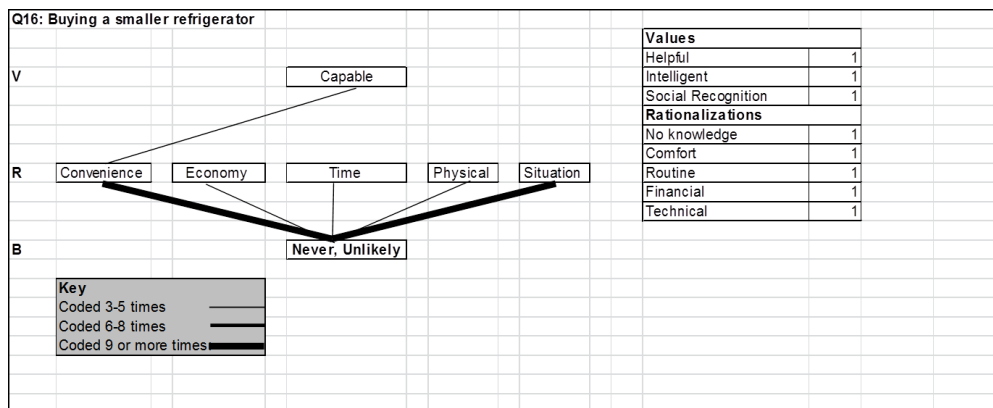 Q16: Buying a smaller refrigerator
V
Capable
R
Convenience
Economy
Time
Physical
Situation
B
Never, Unlikely
Key
Coded 3-5 times
Coded 6-8 times
Coded 9 or more times
Values
Helpful 1
Intelligent 1
Social Recognition 1
Rationalizations
No knowledge 1
Comfort 1
Routine 1
Financial 1
Technical 1